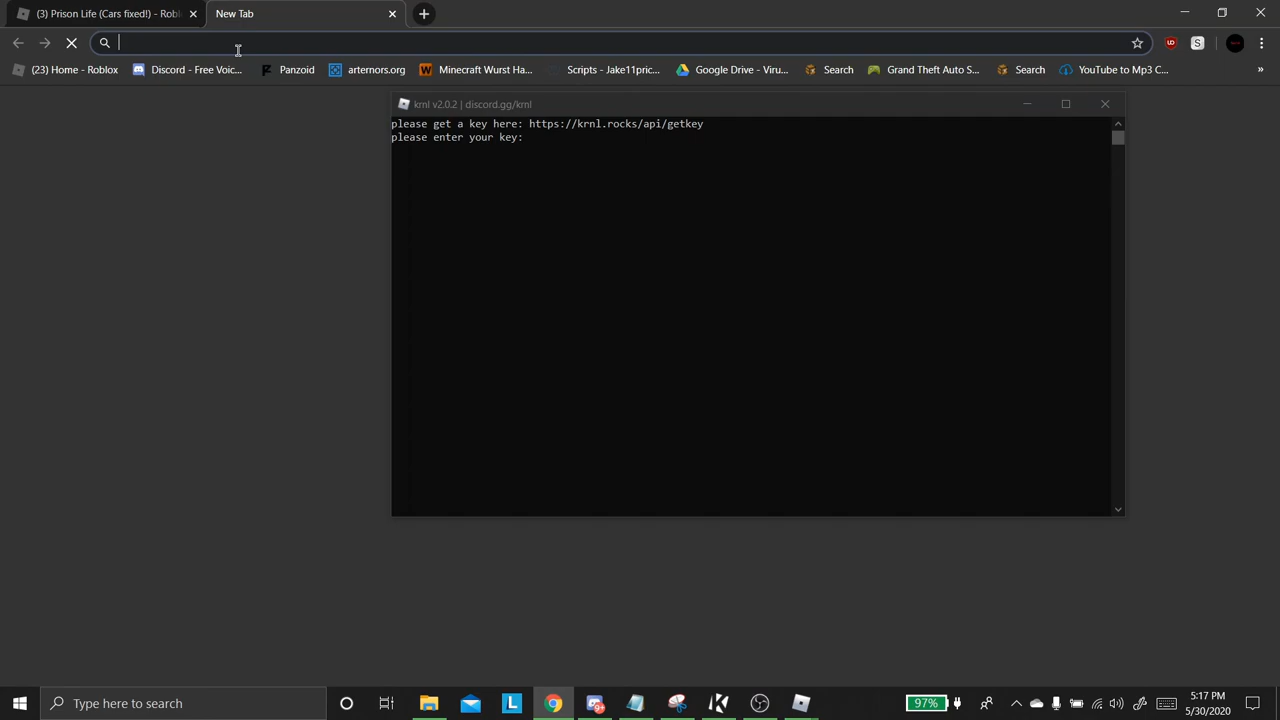 (3) Prison Life (Cars fixed!) - Robl
New Tab
(23) Home - Roblox
Discord - Free Voic...
Panzoid
arternors.org
Minecraft Wurst Ha...
Scripts - Jake11pric...
Google Drive - Viru...
Search
Grand Theft Auto S...
Search
YouTube to Mp3 C...
»
krnl v2.0.2 | discord.gg/krnl
please get a key here: https://krnl.rocks/api/getkey
please enter your key:
Type here to search
97%
5:17 PM
5/30/2020